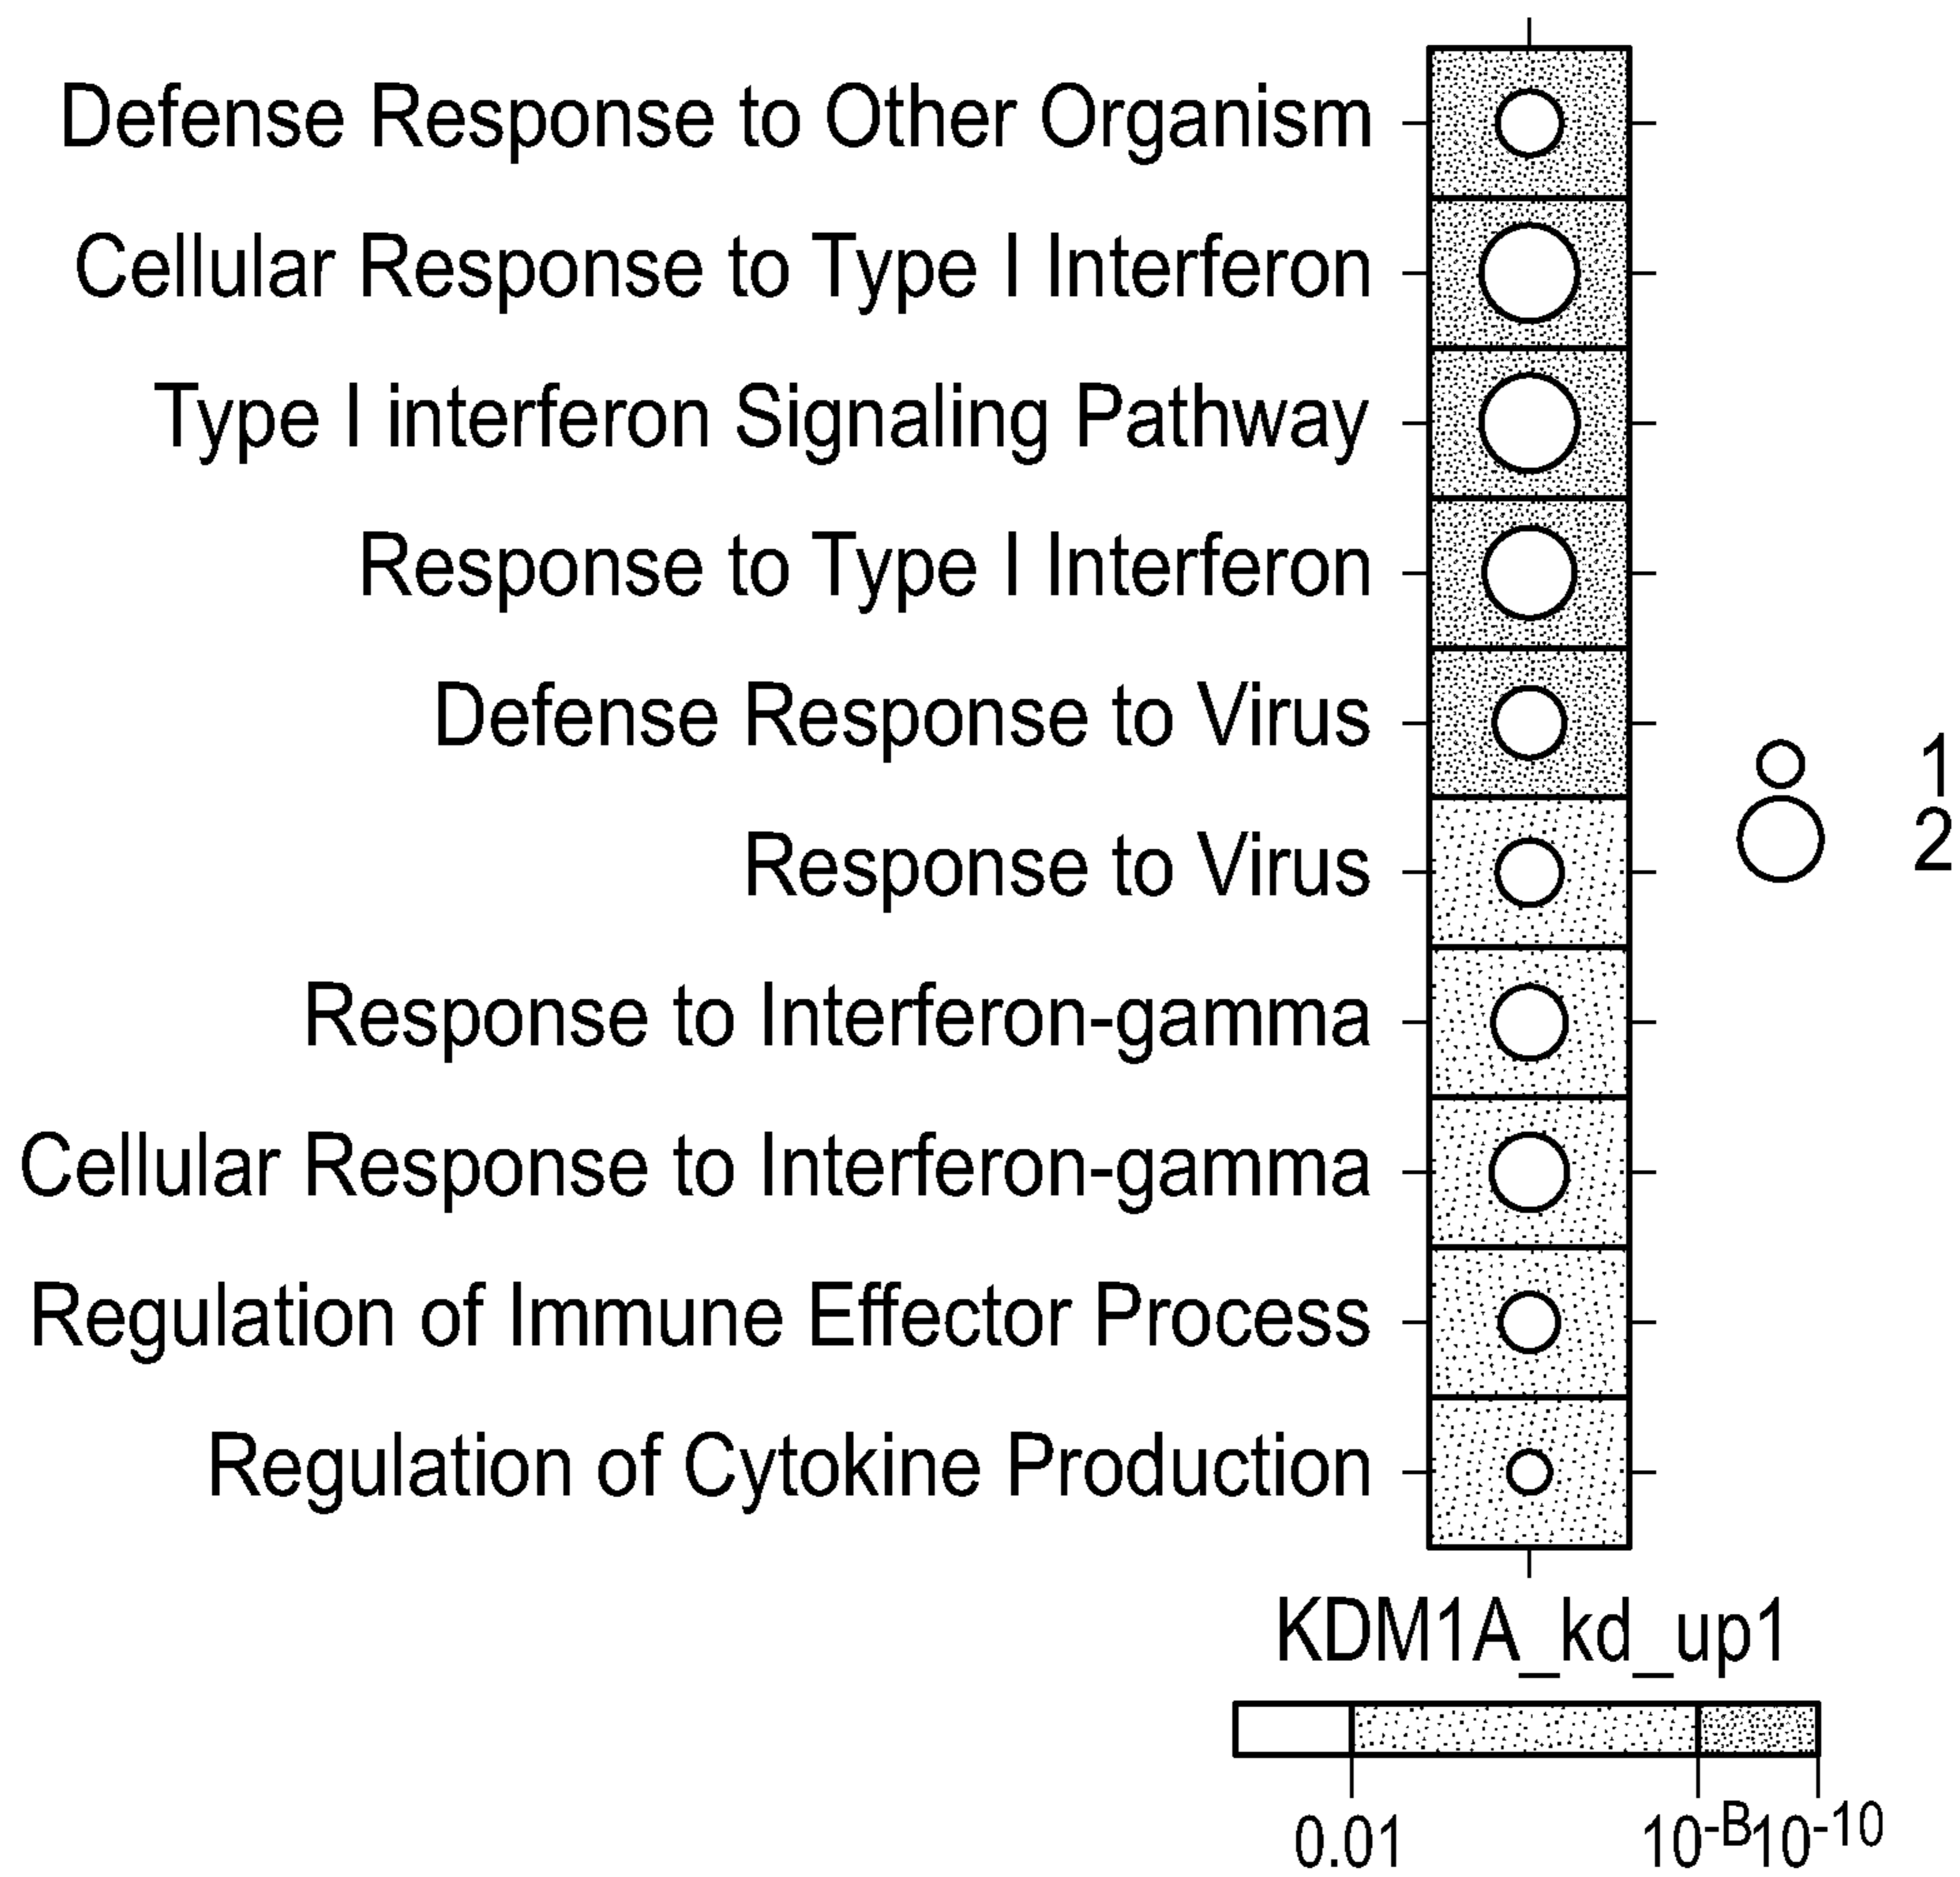 Defense Response to Other Organism
Cellular Response to Type I Interferon
Type I interferon Signaling Pathway
Response to Type I Interferon
Defense Response to Virus
1
2
Response to Virus
Response to Interferon-gamma
Cellular Response to Interferon-gamma
Regulation of Immune Effector Process
Regulation of Cytokine Production
KDM1A_kd_up1
0.01 10-B 10-10